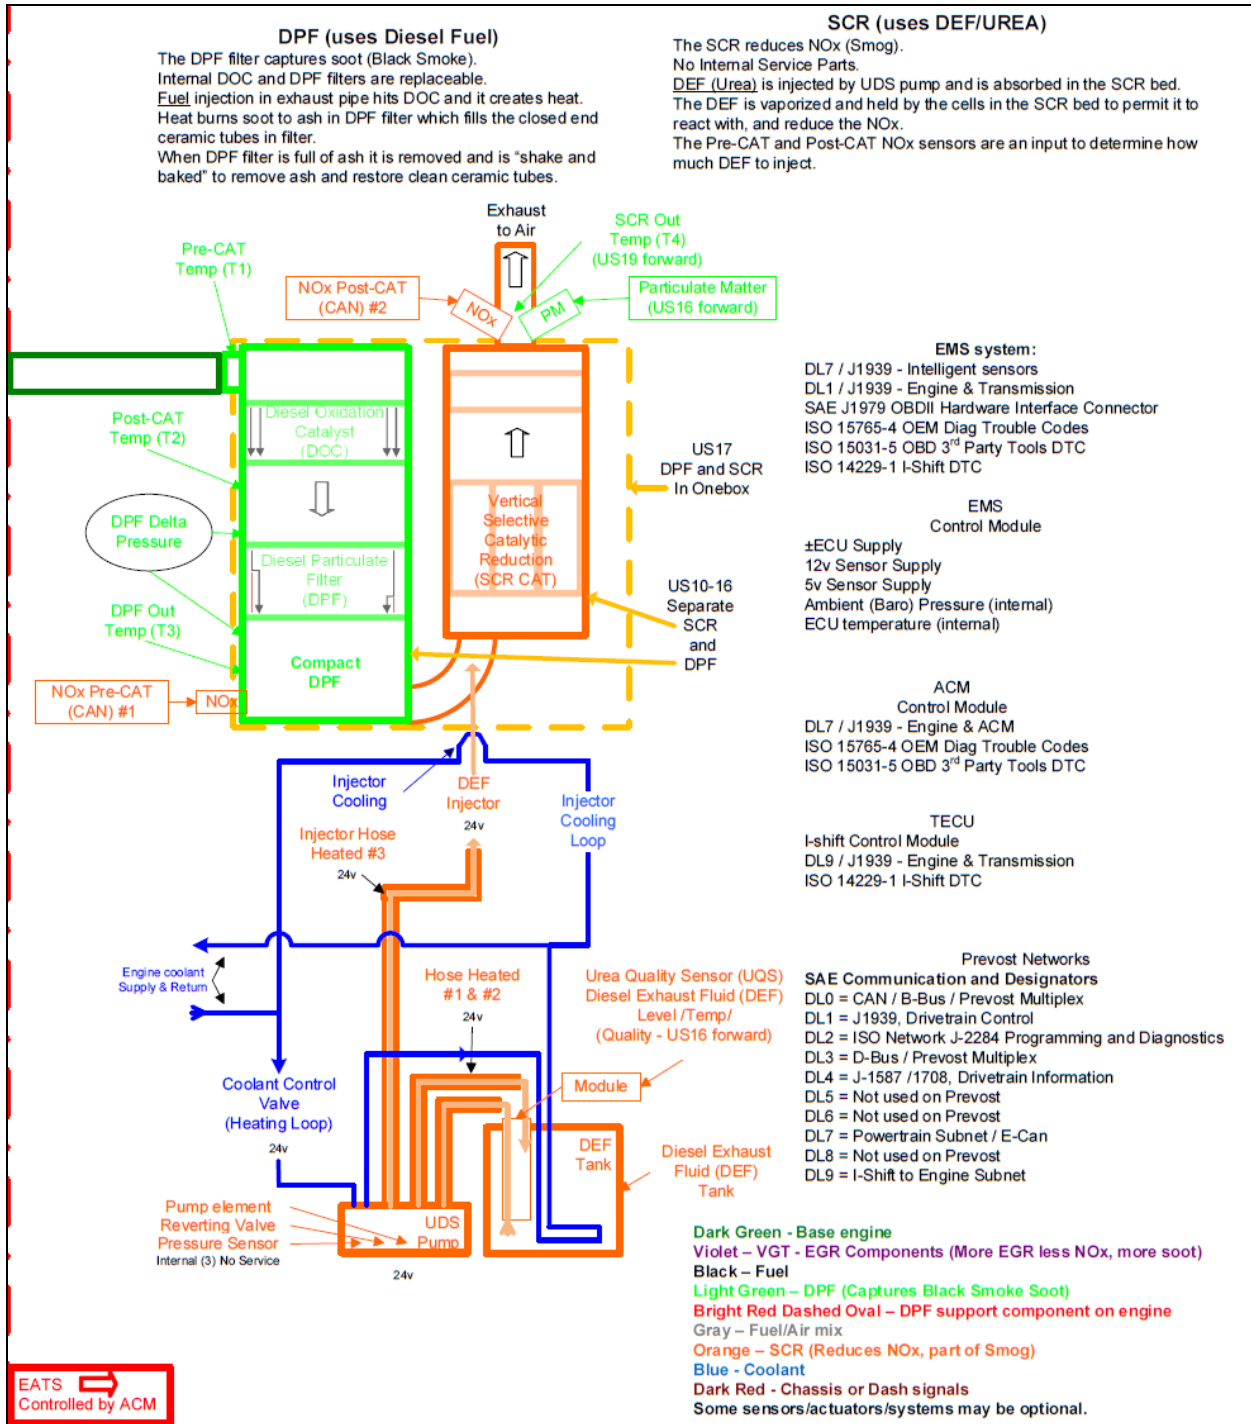 DPF (uses Diesel Fuel)
The DPF filter captures soot (Black Smoke).
Internal DOC and DPF filters are replaceable.
Fuel injection in exhaust pipe hits DOC and it creates heat.
Heat burns soot to ash in DPF filter which fills the closed end
ceramic tubes in filter.
When DPF filter is full of ash it is removed and is “shake and
baked” to remove ash and restore clean ceramic tubes.
SCR (uses DEF/UREA)
The SCR reduces NOx (Smog).
No Internal Service Parts.
DEF (Urea) is injected by UDS pump and is absorbed in the SCR bed.
The DEF is vaporized and held by the cells in the SCR bed to permit it to
react with, and reduce the NOx.
The Pre-CAT and Post-CAT NOx sensors are an input to determine how
much DEF to inject.
Exhaust
to Air
SCR Out
Temp (T4)
(US19 forward)
Pre-CAT
Temp (T1)
NOx Post-CAT
(CAN) #2
NOx
PM
Particulate Matter
(US16 forward)
Diesel Oxidation
Catalyst
(DOC)
Post-CAT
Temp (T2)
DPF Delta
Pressure
Diesel Particulate
Filter
(DPF)
DPF Out
Temp (T3)
Compact
DPF
NOx Pre-CAT
(CAN) #1
NOx
Vertical
Selective
Catalytic
Reduction
(SCR CAT)
US17
DPF and SCR
In Onebox
US10-16
Separate
SCR
and
DPF
EMS system:
DL7 / J1939 - Intelligent sensors
DL1 / J1939 - Engine & Transmission
SAE J1979 OBDII Hardware Interface Connector
ISO 15765-4 OEM Diag Trouble Codes
ISO 15031-5 OBD 3rd Party Tools DTC
ISO 14229-1 I-Shift DTC
EMS
Control Module
±ECU Supply
12v Sensor Supply
5v Sensor Supply
Ambient (Baro) Pressure (internal)
ECU temperature (internal)
ACM
Control Module
DL7 / J1939 - Engine & ACM
ISO 15765-4 OEM Diag Trouble Codes
ISO 15031-5 OBD 3rd Party Tools DTC
TECU
I-shift Control Module
DL9 / J1939 - Engine & Transmission
ISO 14229-1 I-Shift DTC
Injector
Cooling
DEF
Injector
24v
Injector
Cooling
Loop
Injector Hose
Heated #3
24v
Engine coolant
Supply & Return
Hose Heated
#1 & #2
24v
Urea Quality Sensor (UQS)
Diesel Exhaust Fluid (DEF)
Level /Temp/
(Quality - US16 forward)
Module
Coolant Control
Valve
(Heating Loop)
24v
DEF
Tank
Diesel Exhaust
Fluid (DEF)
Tank
Pump element
Reverting Valve
Pressure Sensor
Internal (3) No Service
UDS
Pump
24v
Prevost Networks
SAE Communication and Designators
DL0 = CAN / B-Bus / Prevost Multiplex
DL1 = J1939, Drivetrain Control
DL2 = ISO Network J-2284 Programming and Diagnostics
DL3 = D-Bus / Prevost Multiplex
DL4 = J-1587 /1708, Drivetrain Information
DL5 = Not used on Prevost
DL6 = Not used on Prevost
DL7 = Powertrain Subnet / E-Can
DL8 = Not used on Prevost
DL9 = I-Shift to Engine Subnet
Dark Green - Base engine
Violet – VGT - EGR Components (More EGR less NOx, more soot)
Black – Fuel
Light Green – DPF (Captures Black Smoke Soot)
Bright Red Dashed Oval – DPF support component on engine
Gray – Fuel/Air mix
Orange – SCR (Reduces NOx, part of Smog)
Blue - Coolant
Dark Red - Chassis or Dash signals
Some sensors/actuators/systems may be optional.
EATS
Controlled by ACM